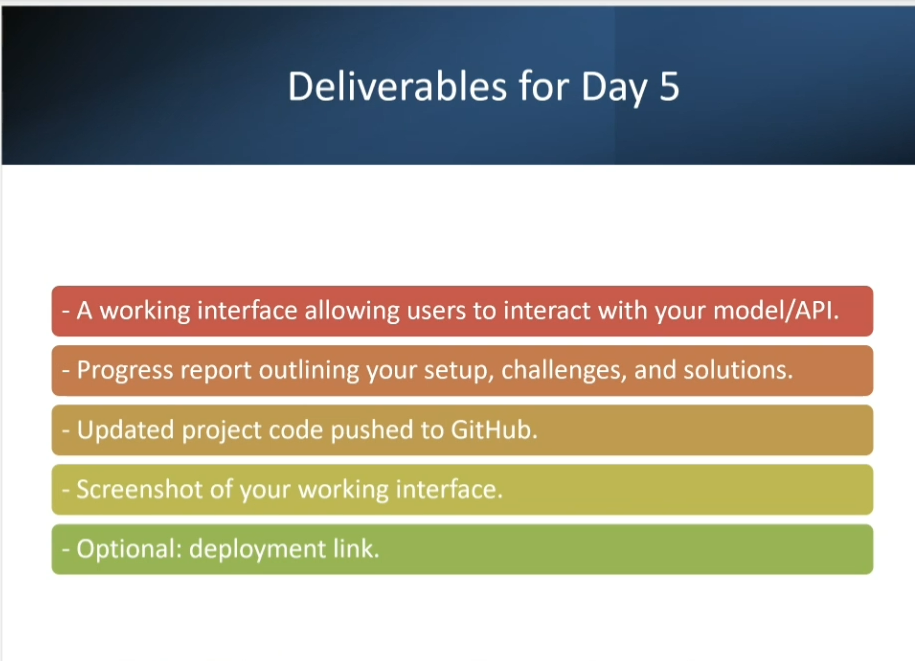 Deliverables for Day 5
- A working interface allowing users to interact with your model/API.
- Progress report outlining your setup, challenges, and solutions.
- Updated project code pushed to GitHub.
- Screenshot of your working interface.
- Optional: deployment link.